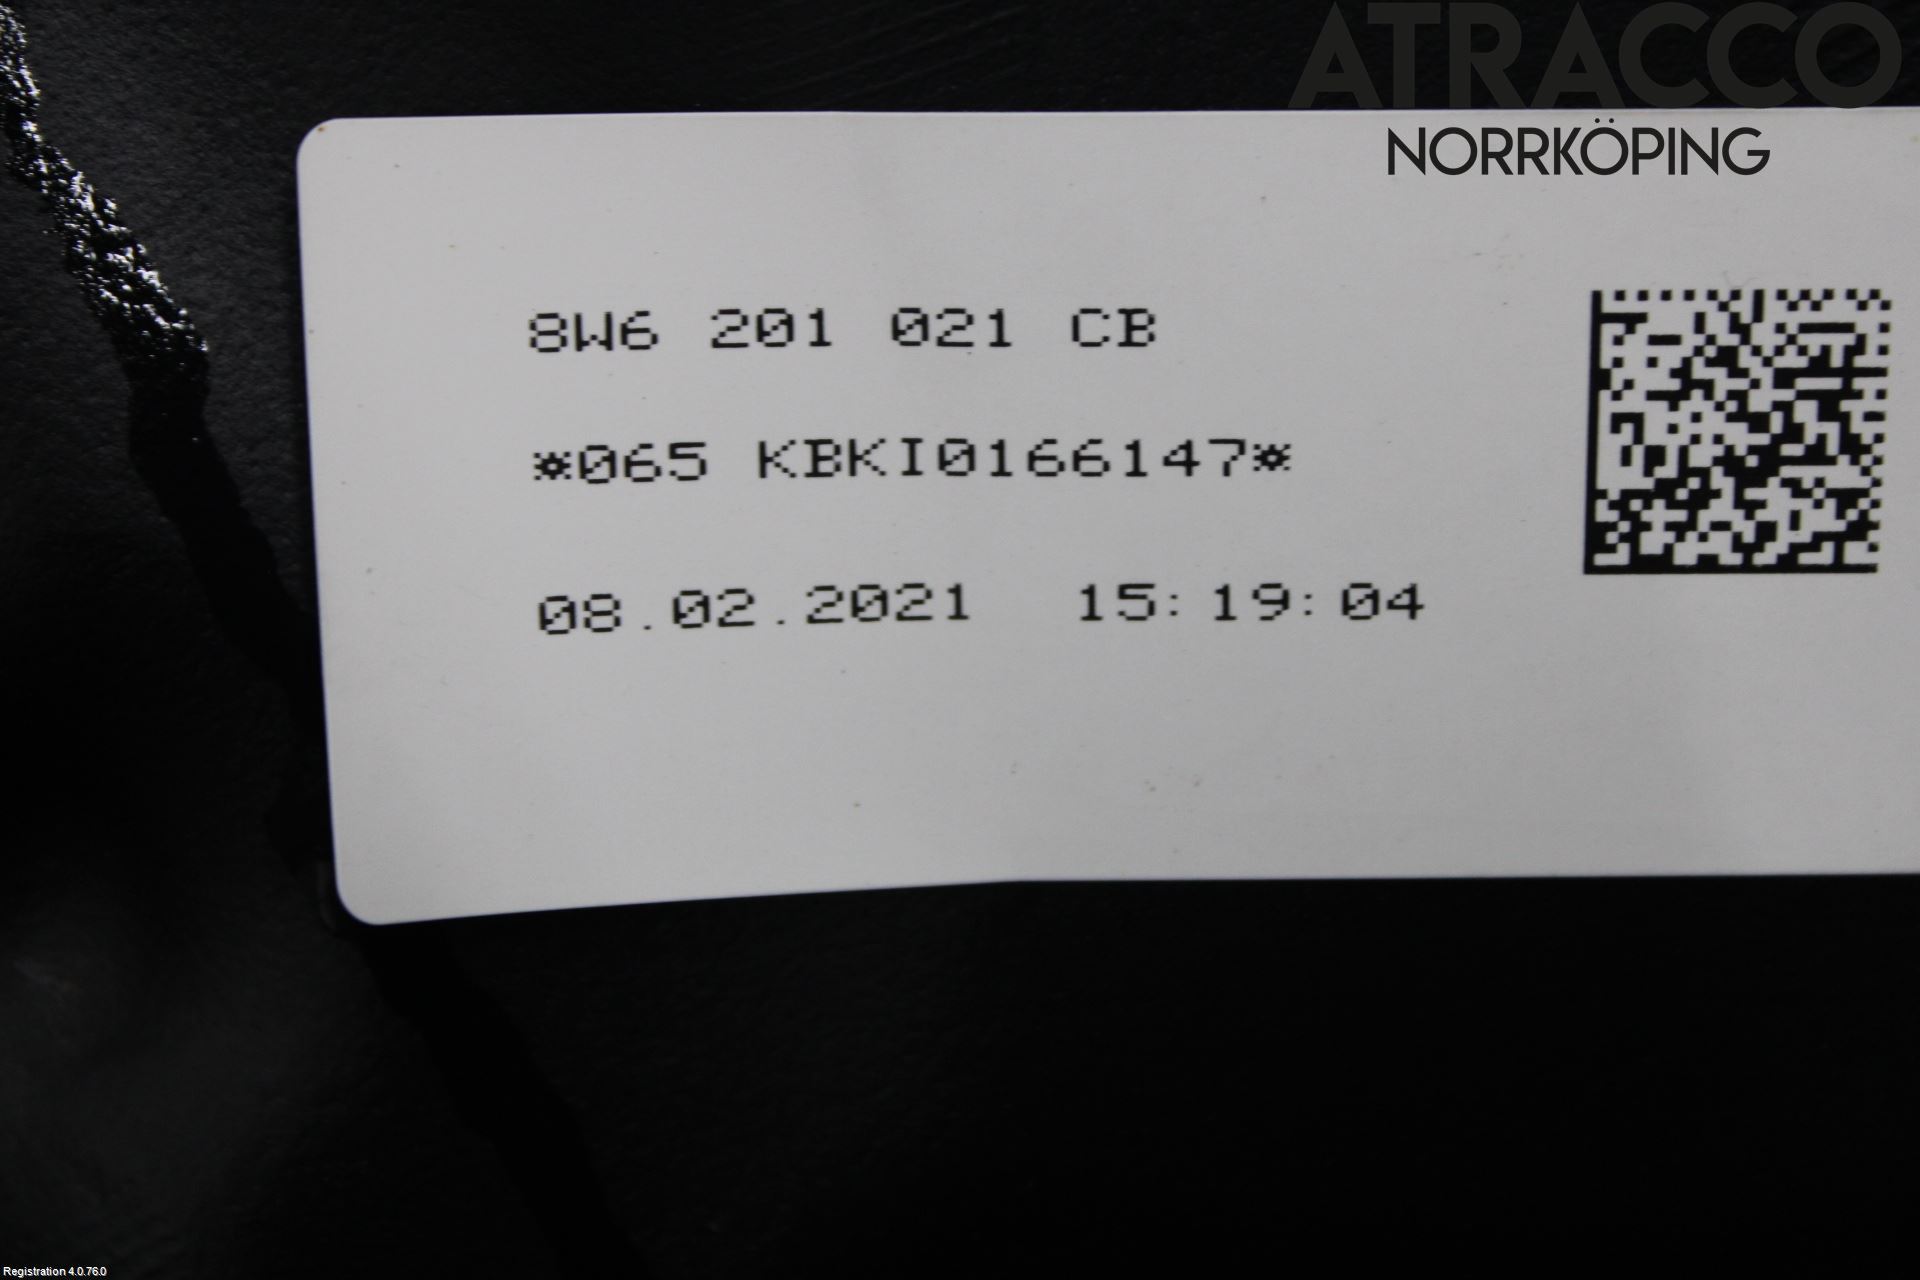 ATRACCO
NORRKÖPING
8W6 201 021 CB
*065 KBKI0166147*
08.02.2021 15:19:04
Registration 4.0.76.0